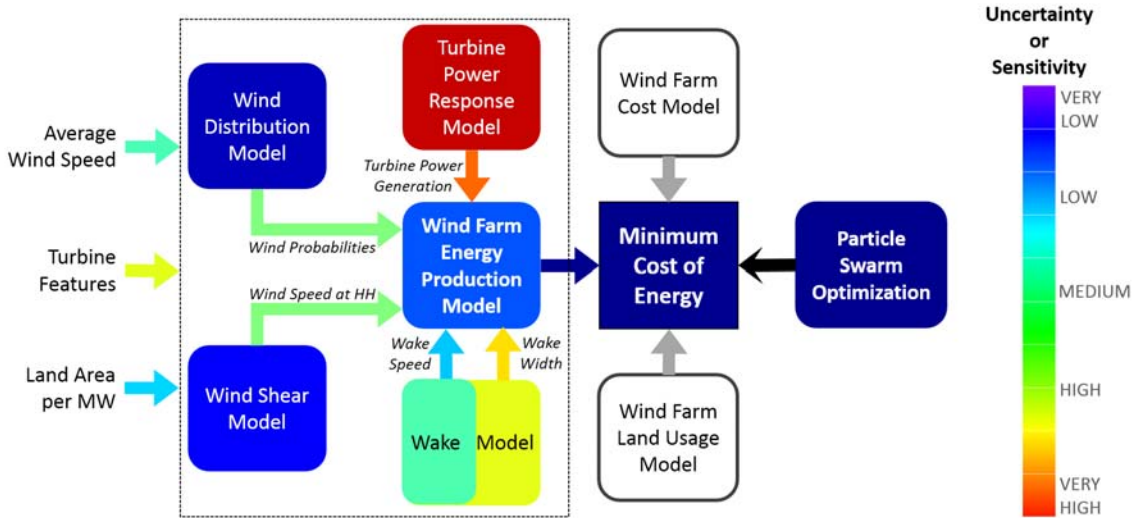 Uncertainty
or
Sensitivity
VERY
LOW
LOW
MEDIUM
HIGH
VERY
HIGH
Average
Wind Speed
Turbine
Features
Land Area
per MW
Wind
Distribution
Model
Turbine
Power
Response
Model
Turbine Power
Generation
Wind Probabilities
Wind Speed at HH
Wind Shear
Model
Wind Farm
Energy
Production
Model
Wake
Speed
Wake
Width
Wake Model
Wind Farm
Cost Model
Minimum
Cost of
Energy
Particle
Swarm
Optimization
Wind Farm
Land Usage
Model